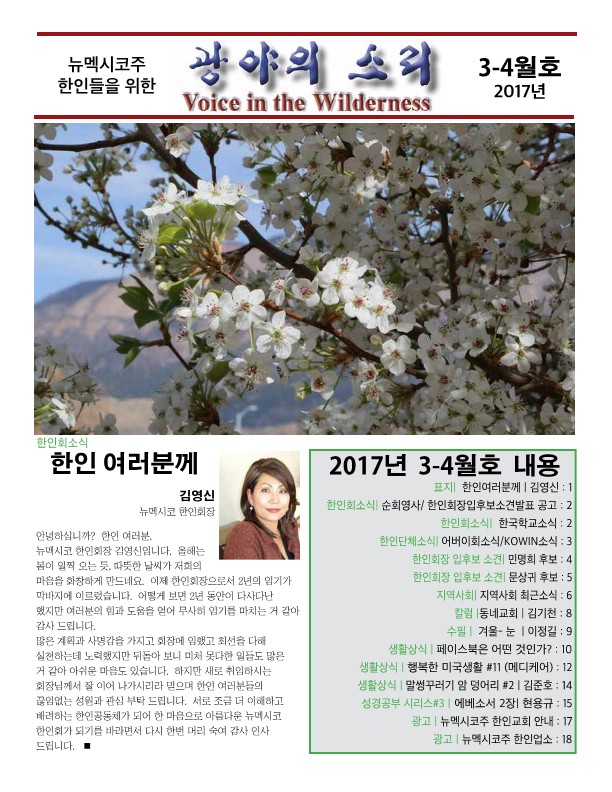 뉴멕시코주
한인들을 위한
광야의 소리
Voice in the Wilderness
3-4월호
2017년
한인회소식
한인 여러분께
김영신
뉴멕시코 한인회장
안녕하십니까? 한인 여러분,
뉴멕시코 한인회장 김영신입니다. 올해는
봄이 일찍 오는 듯, 따뜻한 날씨가 저희의
마음을 화창하게 만드네요. 이제 한인회장으로서 2년의 임기가
막바지에 이르렀습니다. 어떻게 보면 2년 동안이 다사다난
했지만 여러분의 힘과 도움을 얻어 무사히 임기를 마치는 거 같아
감사 드립니다.
많은 계획과 사명감을 가지고 회장에 임했고 최선을 다해
실천하는데 노력했지만 뒤돌아 보니 미처 못다한 일들도 많은
거 같아 아쉬운 마음도 있습니다. 하지만 새로 취임하시는
회장님께서 잘 이어 나가시리라 믿으며 한인 여러분들의
끊임없는 성원과 관심 부탁 드립니다. 서로 조금 더 이해하고
배려하는 한인공동체가 되어 한 마음으로 아름다운 뉴멕시코
한인회가 되기를 바라면서 다시 한번 머리 숙여 감사 인사
드립니다. ■
2017년 3-4월호 내용
표지| 한인여러분께 | 김영신 : 1
한인회소식| 순회영사/ 한인회장입후보소견발표 공고 : 2
한인회소식| 한국학교소식 : 2
한인단체소식| 어버이회소식/KOWIN소식 : 3
한인회장 입후보 소견| 민명희 후보 : 4
한인회장 입후보 소견| 문상귀 후보 : 5
지역사회| 지역사회 최근소식 : 6
칼럼 |동네교회 | 김기천 : 8
수필 | 겨울- 눈 | 이정길 : 9
생활상식 | 페이스북은 어떤 것인가? : 10
생활상식 | 행복한 미국생활 #11 (메디케어) : 12
생활상식 | 말썽꾸러기 암 덩어리 #2 | 김준호 : 14
성경공부 시리즈#3 | 에베소서 2장| 현용규 : 15
광고 | 뉴멕시코주 한인교회 안내 : 17
광고 | 뉴멕시코주 한인업소 : 18